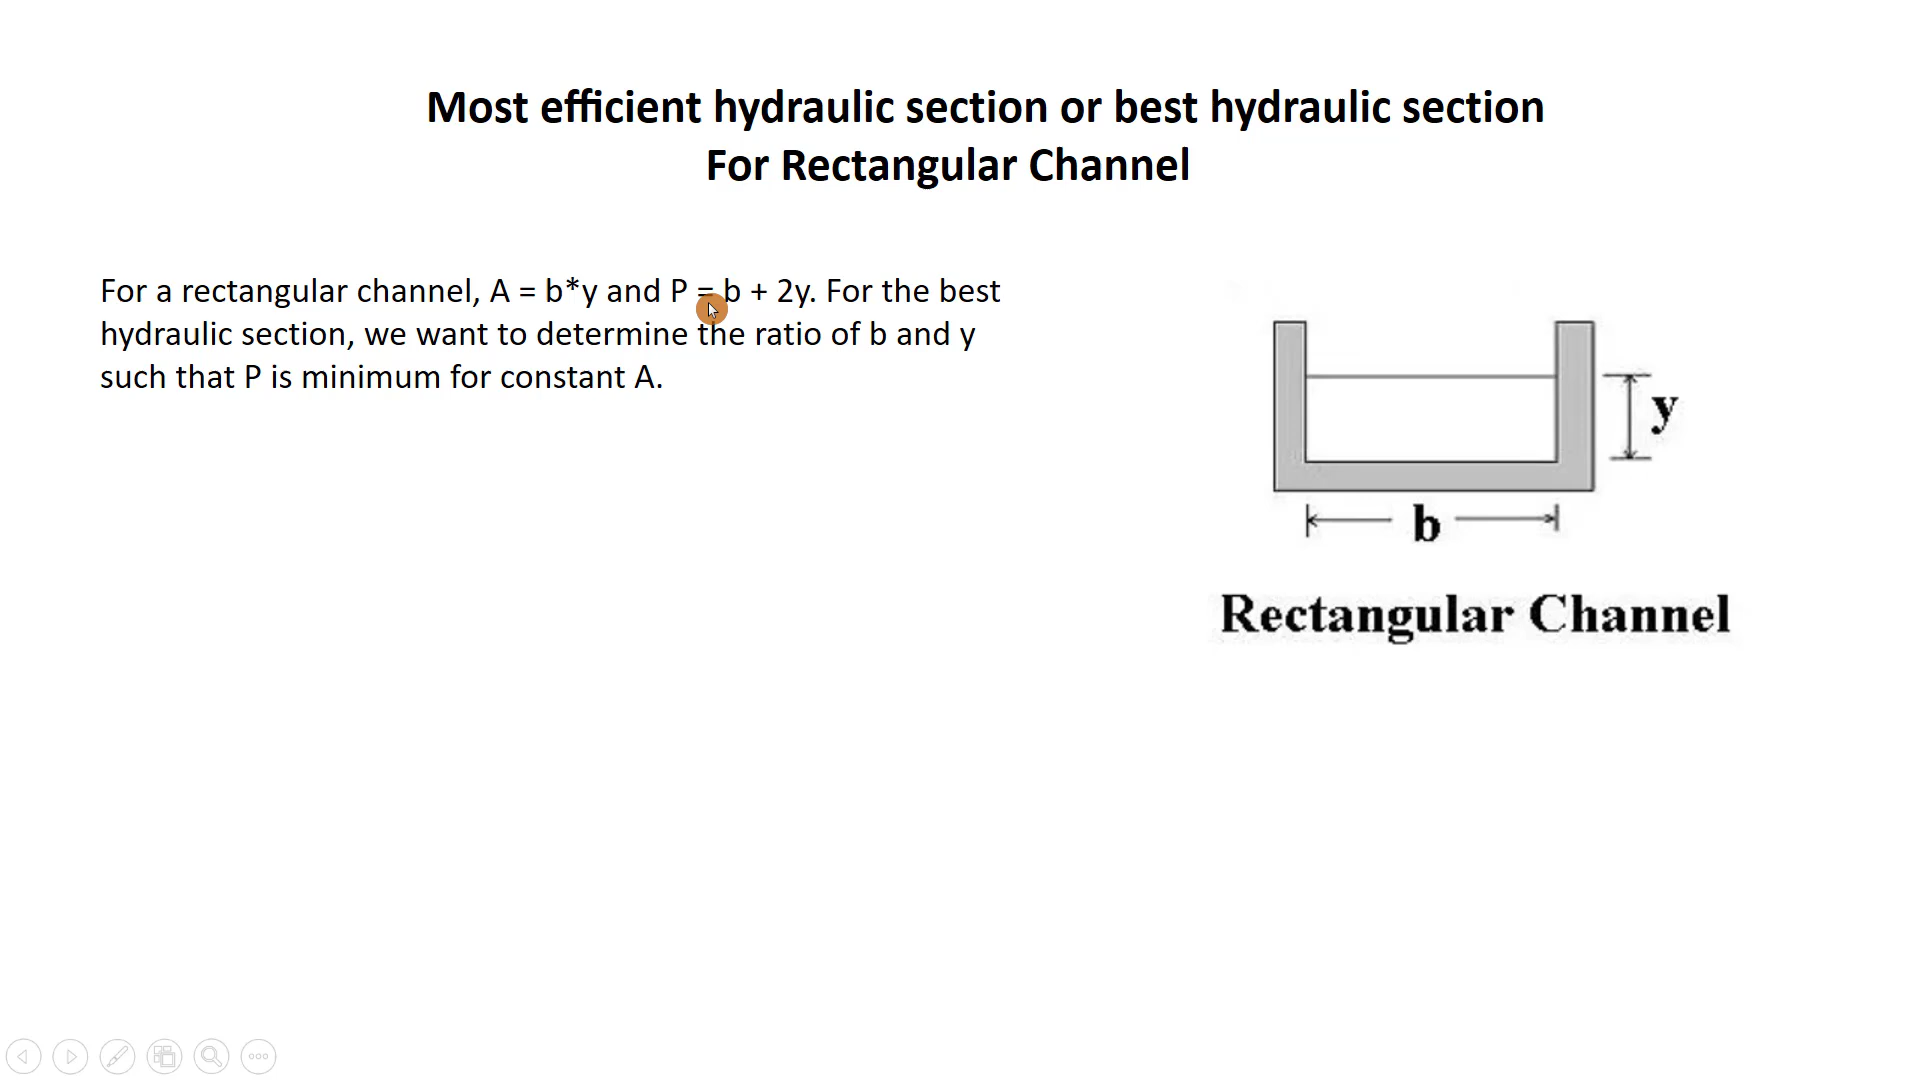 Most efficient hydraulic section or best hydraulic section
For Rectangular Channel
For a rectangular channel, A = b*y and P = b + 2y. For the best
hydraulic section, we want to determine the ratio of b and y
such that P is minimum for constant A.
y
b
Rectangular Channel